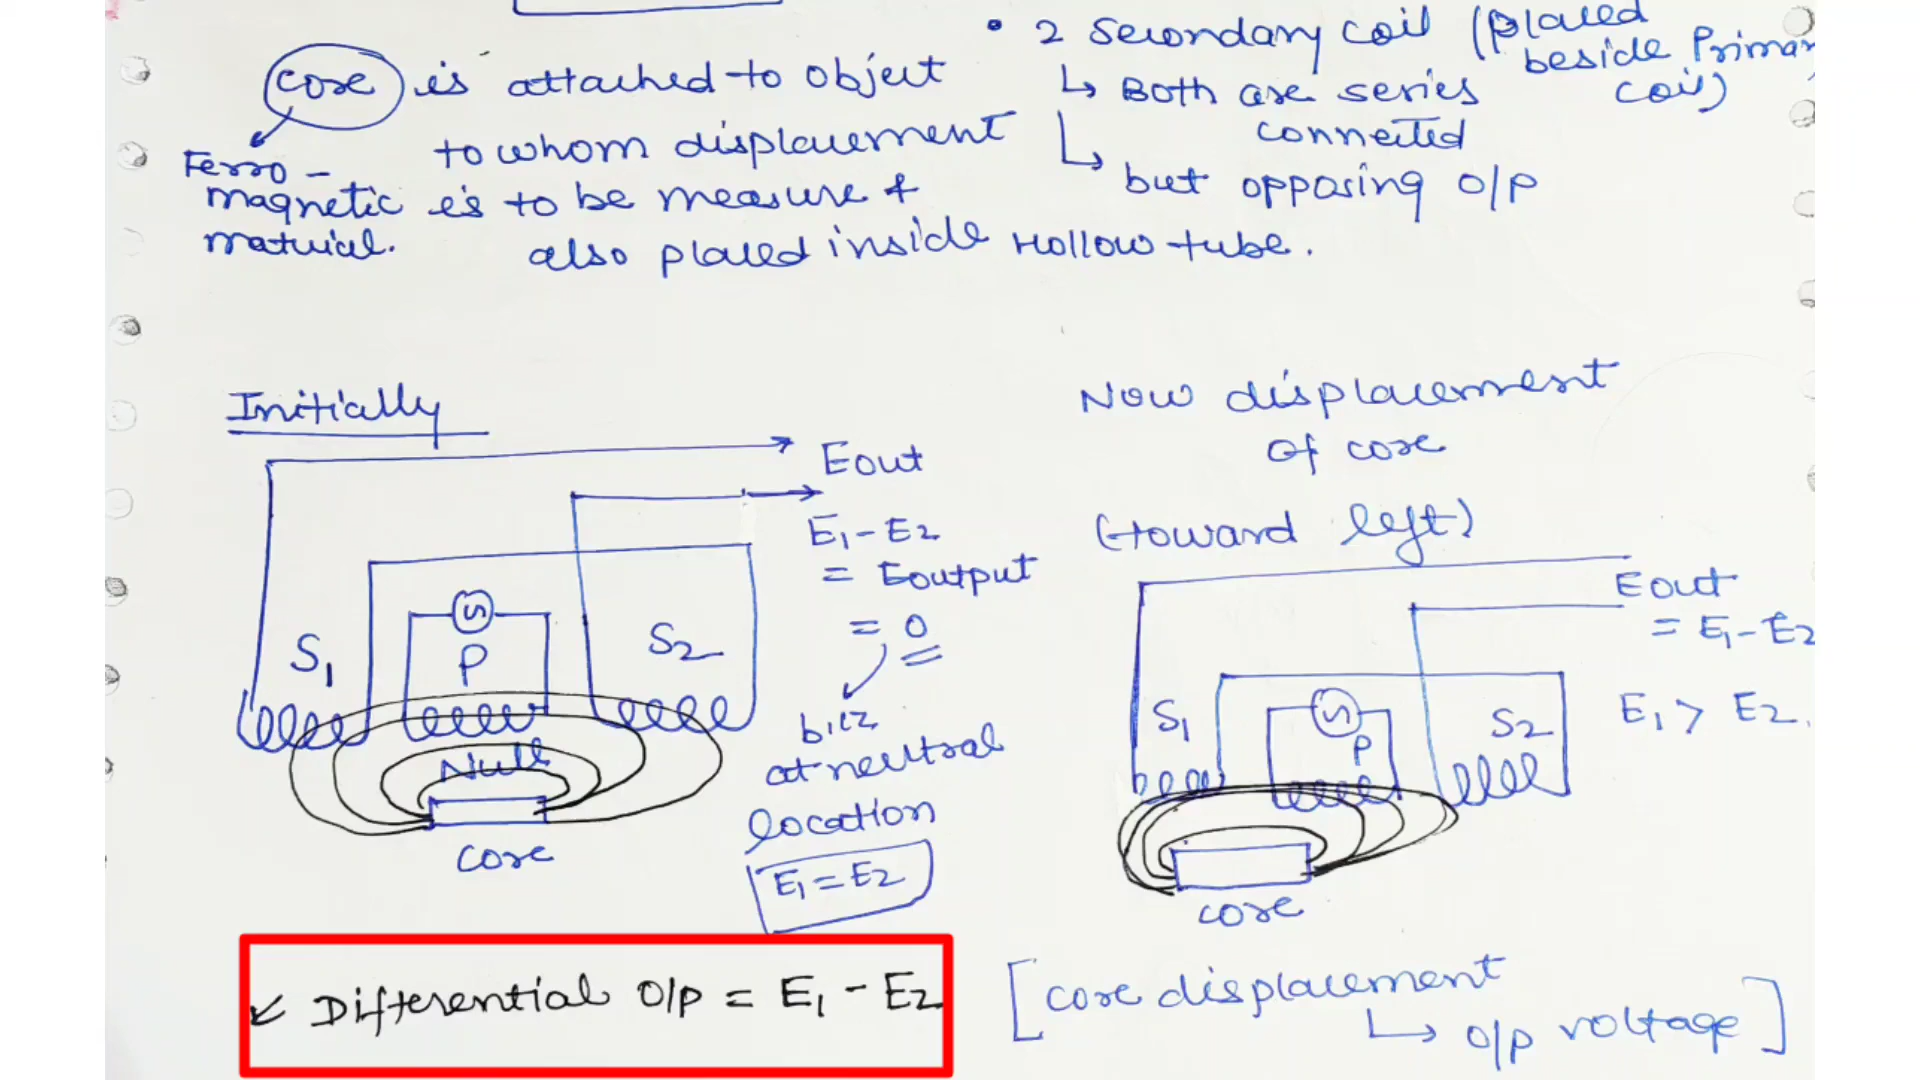 core is attached to object
to whom displacement
is to be measure &
also placed inside Hollow tube.
Ferro -
magnetic
material.
• 2 Secondary coil (placed
beside Primary
coil)
↳ Both are series
connected
↳ but opposing o/p
Initially
Eout
E1 - E2
= Eoutput
= 0
b'cz
at neutral
location
E1 = E2
S1
P
S2
Null
core
Now displacement
of core
(toward left)
Eout
= E1 - E2
E1 > E2.
S1
P
S2
core
Differential O/p = E1 - E2
[core displacement
↳ o/p voltage]